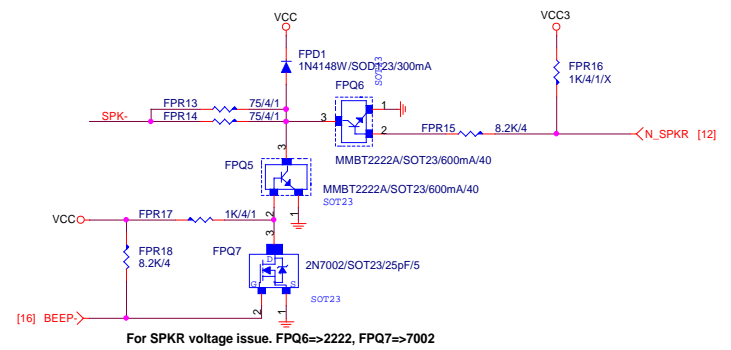 VCC
VCC3
FPD1
1N4148W/SOD123/300mA
FPR16
1K/4/1/X
FPQ6
SOT23
FPR13 75/4/1
SPK-
FPR14 75/4/1
3
1
2
FPR15 8.2K/4
N_SPKR [12]
MMBT2222A/SOT23/600mA/40
3
FPQ5
MMBT2222A/SOT23/600mA/40
SOT23
2
1
VCC
FPR17 1K/4/1
3
FPR18
8.2K/4
FPQ7
D
G
S
2N7002/SOT23/25pF/5
SOT23
2
1
[16] BEEP-
For SPKR voltage issue. FPQ6=>2222, FPQ7=>7002